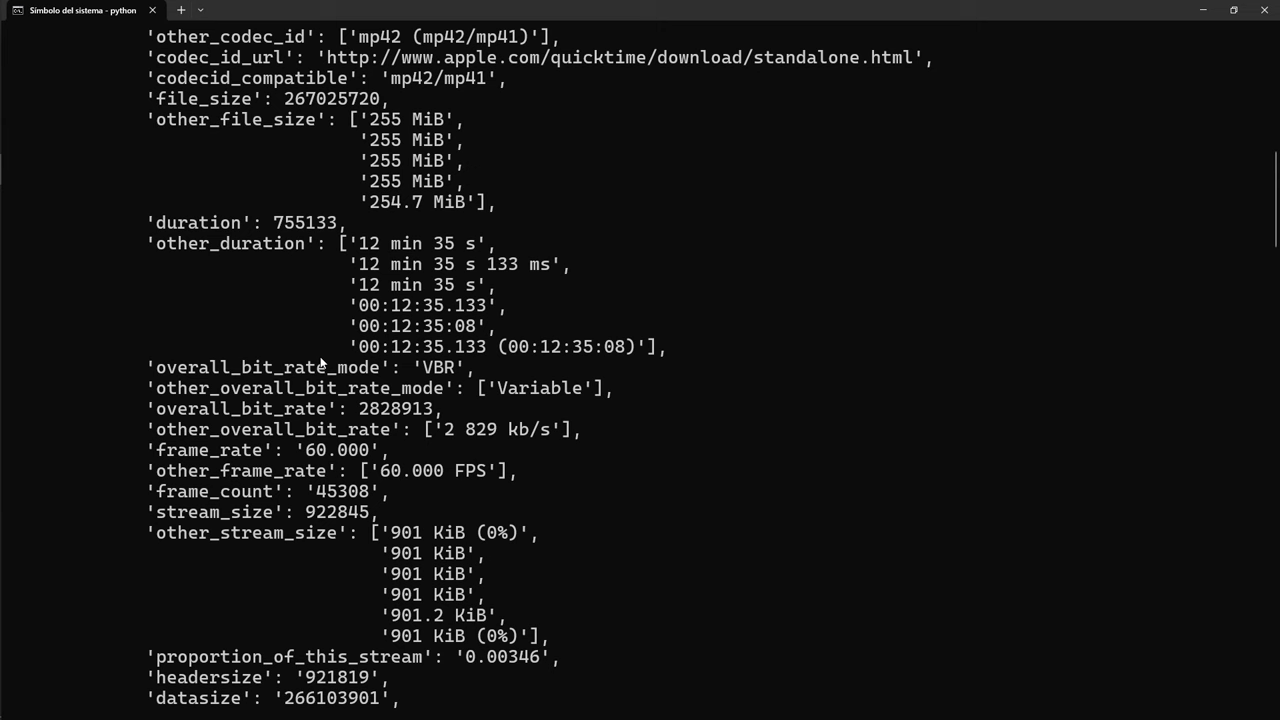 Símbolo del sistema - python
'other_codec_id': ['mp42 (mp42/mp41)'],
'codec_id_url': 'http://www.apple.com/quicktime/download/standalone.html',
'codecid_compatible': 'mp42/mp41',
'file_size': 267025720,
'other_file_size': ['255 MiB',
'255 MiB',
'255 MiB',
'255 MiB',
'254.7 MiB'],
'duration': 755133,
'other_duration': ['12 min 35 s',
'12 min 35 s 133 ms',
'12 min 35 s',
'00:12:35.133',
'00:12:35:08',
'00:12:35.133 (00:12:35:08)'],
'overall_bit_rate_mode': 'VBR',
'other_overall_bit_rate_mode': ['Variable'],
'overall_bit_rate': 2828913,
'other_overall_bit_rate': ['2 829 kb/s'],
'frame_rate': '60.000',
'other_frame_rate': ['60.000 FPS'],
'frame_count': '45308',
'stream_size': 922845,
'other_stream_size': ['901 KiB (0%)',
'901 KiB',
'901 KiB',
'901 KiB',
'901.2 KiB',
'901 KiB (0%)'],
'proportion_of_this_stream': '0.00346',
'headersize': '921819',
'datasize': '266103901',